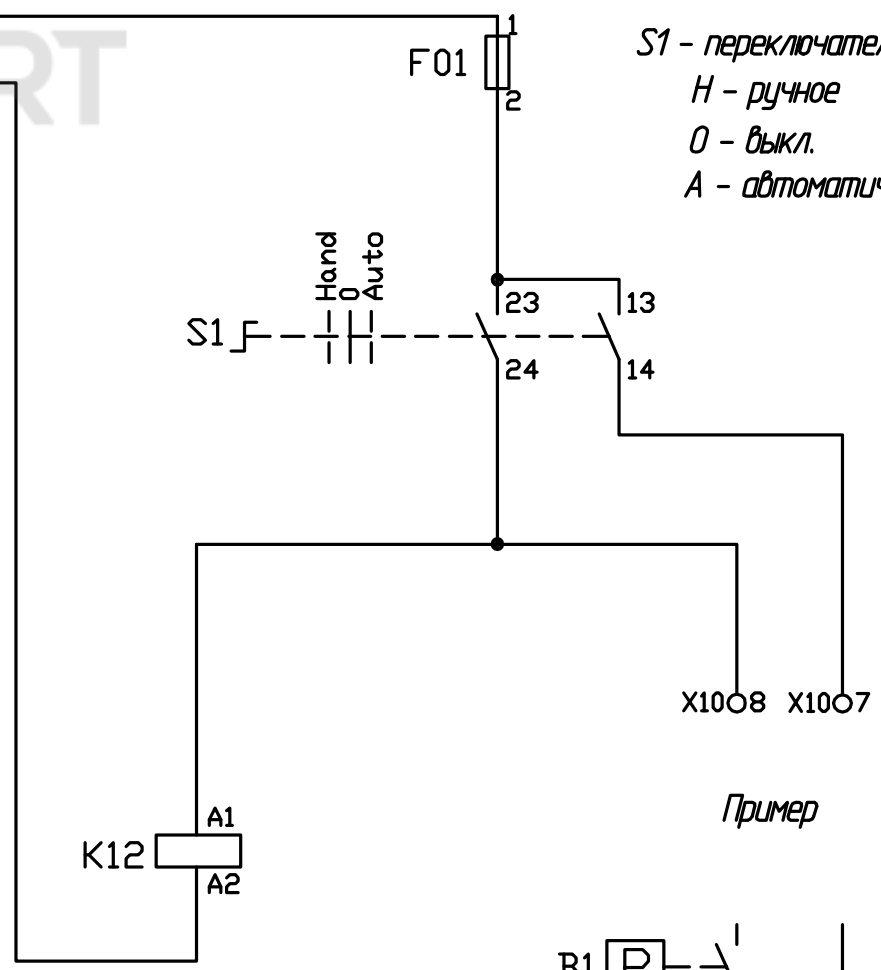 RT
1
F01
2
S1 - переключател
H - ручное
0 - выкл.
A - автоматич
Hand
0
Auto
S1
23
13
24
14
X10 8
X10 7
Пример
A1
K12
A2
B1
P